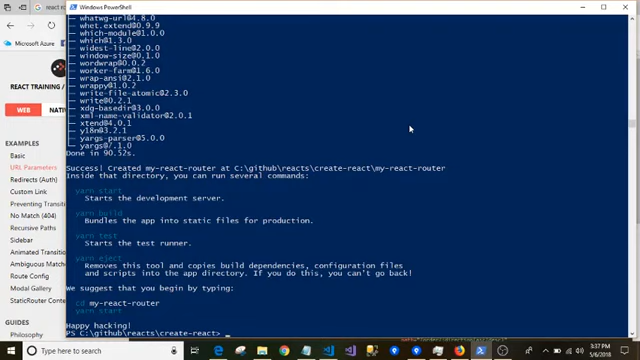 Windows PowerShell
whatwg-url@4.8.0
whet.extend@0.9.9
which-module@1.0.0
which@1.3.0
widest-line@2.0.0
window-size@0.1.0
wordwrap@0.0.2
worker-farm@1.6.0
wrap-ansi@2.1.0
wrappy@1.0.2
write-file-atomic@2.3.0
write@0.2.1
xdg-basedir@3.0.0
xml-name-validator@2.0.1
xtend@4.0.1
y18n@3.2.1
yargs-parser@5.0.0
yargs@7.1.0
Done in 90.52s.
Success! Created my-react-router at C:\github\reacts\create-react\my-react-router
Inside that directory, you can run several commands:
yarn start
Starts the development server.
yarn build
Bundles the app into static files for production.
yarn test
Starts the test runner.
yarn eject
Removes this tool and copies build dependencies, configuration files
and scripts into the app directory. If you do this, you can't go back!
We suggest that you begin by typing:
cd my-react-router
yarn start
Happy hacking!
PS C:\github\reacts\create-react>
Microsoft Azure
REACT TRAINING /
WEB
NATIV
EXAMPLES
Basic
URL Parameters
Redirects (Auth)
Custom Link
Preventing Transition
No Match (404)
Recursive Paths
Sidebar
Animated Transition
Ambiguous Match
Route Config
Modal Gallery
StaticRouter Context
GUIDES
Philosophy
Type here to search
3:37 PM
5/6/2018